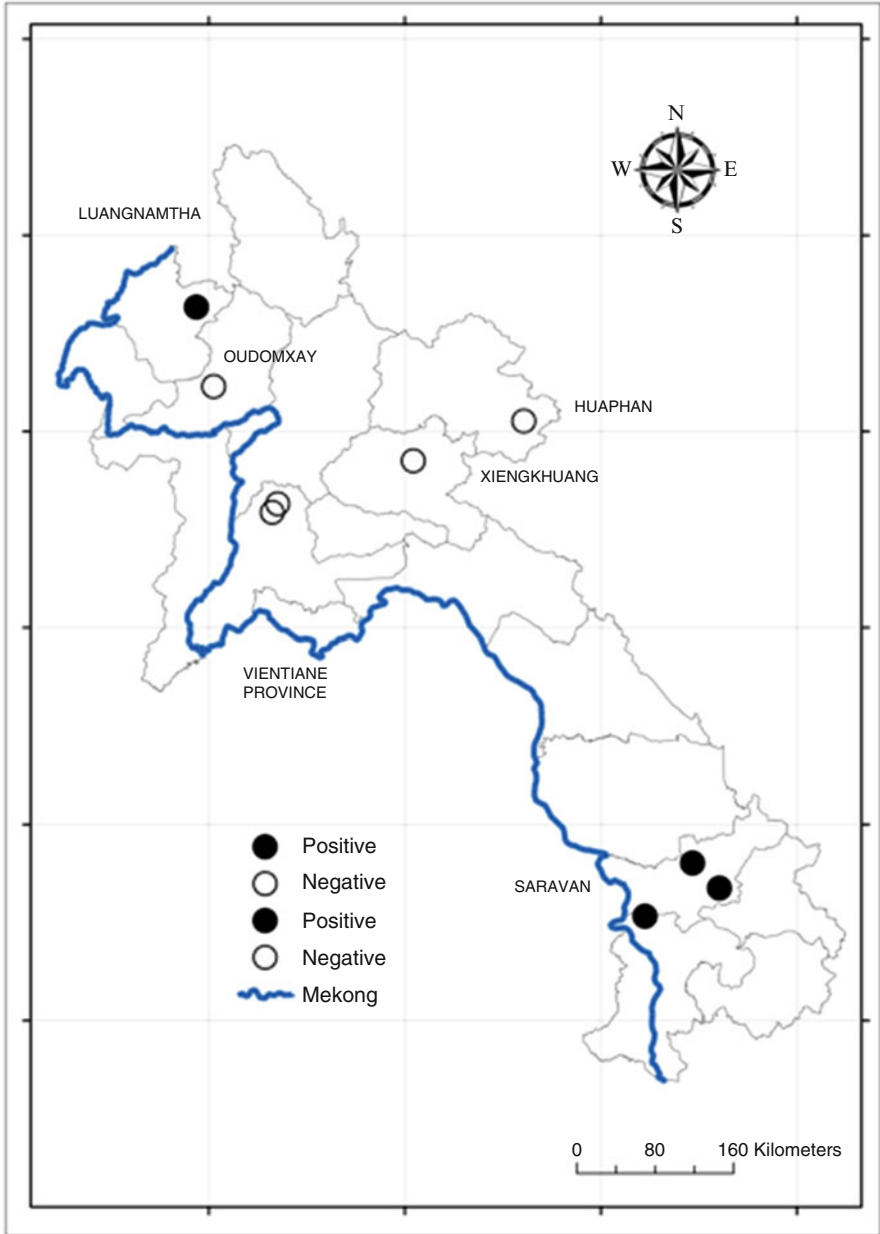 N
W E
S
LUANGNAMTHA
OUDOMXAY
HUAPHAN
XIENGKHUANG
VIENTIANE
PROVINCE
Positive
Negative
SARAVAN
Positive
Negative
Mekong
0 80 160 Kilometers